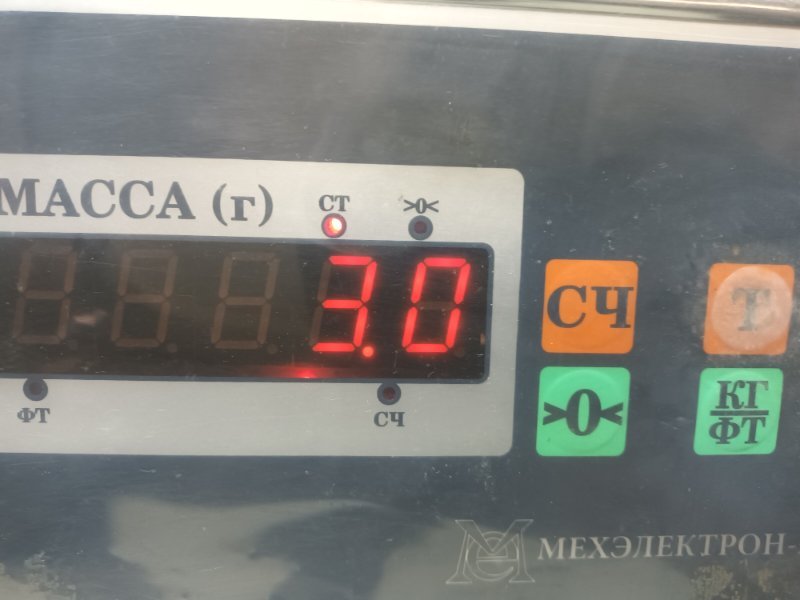 МАССА (г)
СТ >0<
3.0
ФТ СЧ
СЧ Т
>0< КГ
ФТ
МЕХЭЛЕКТРОН-